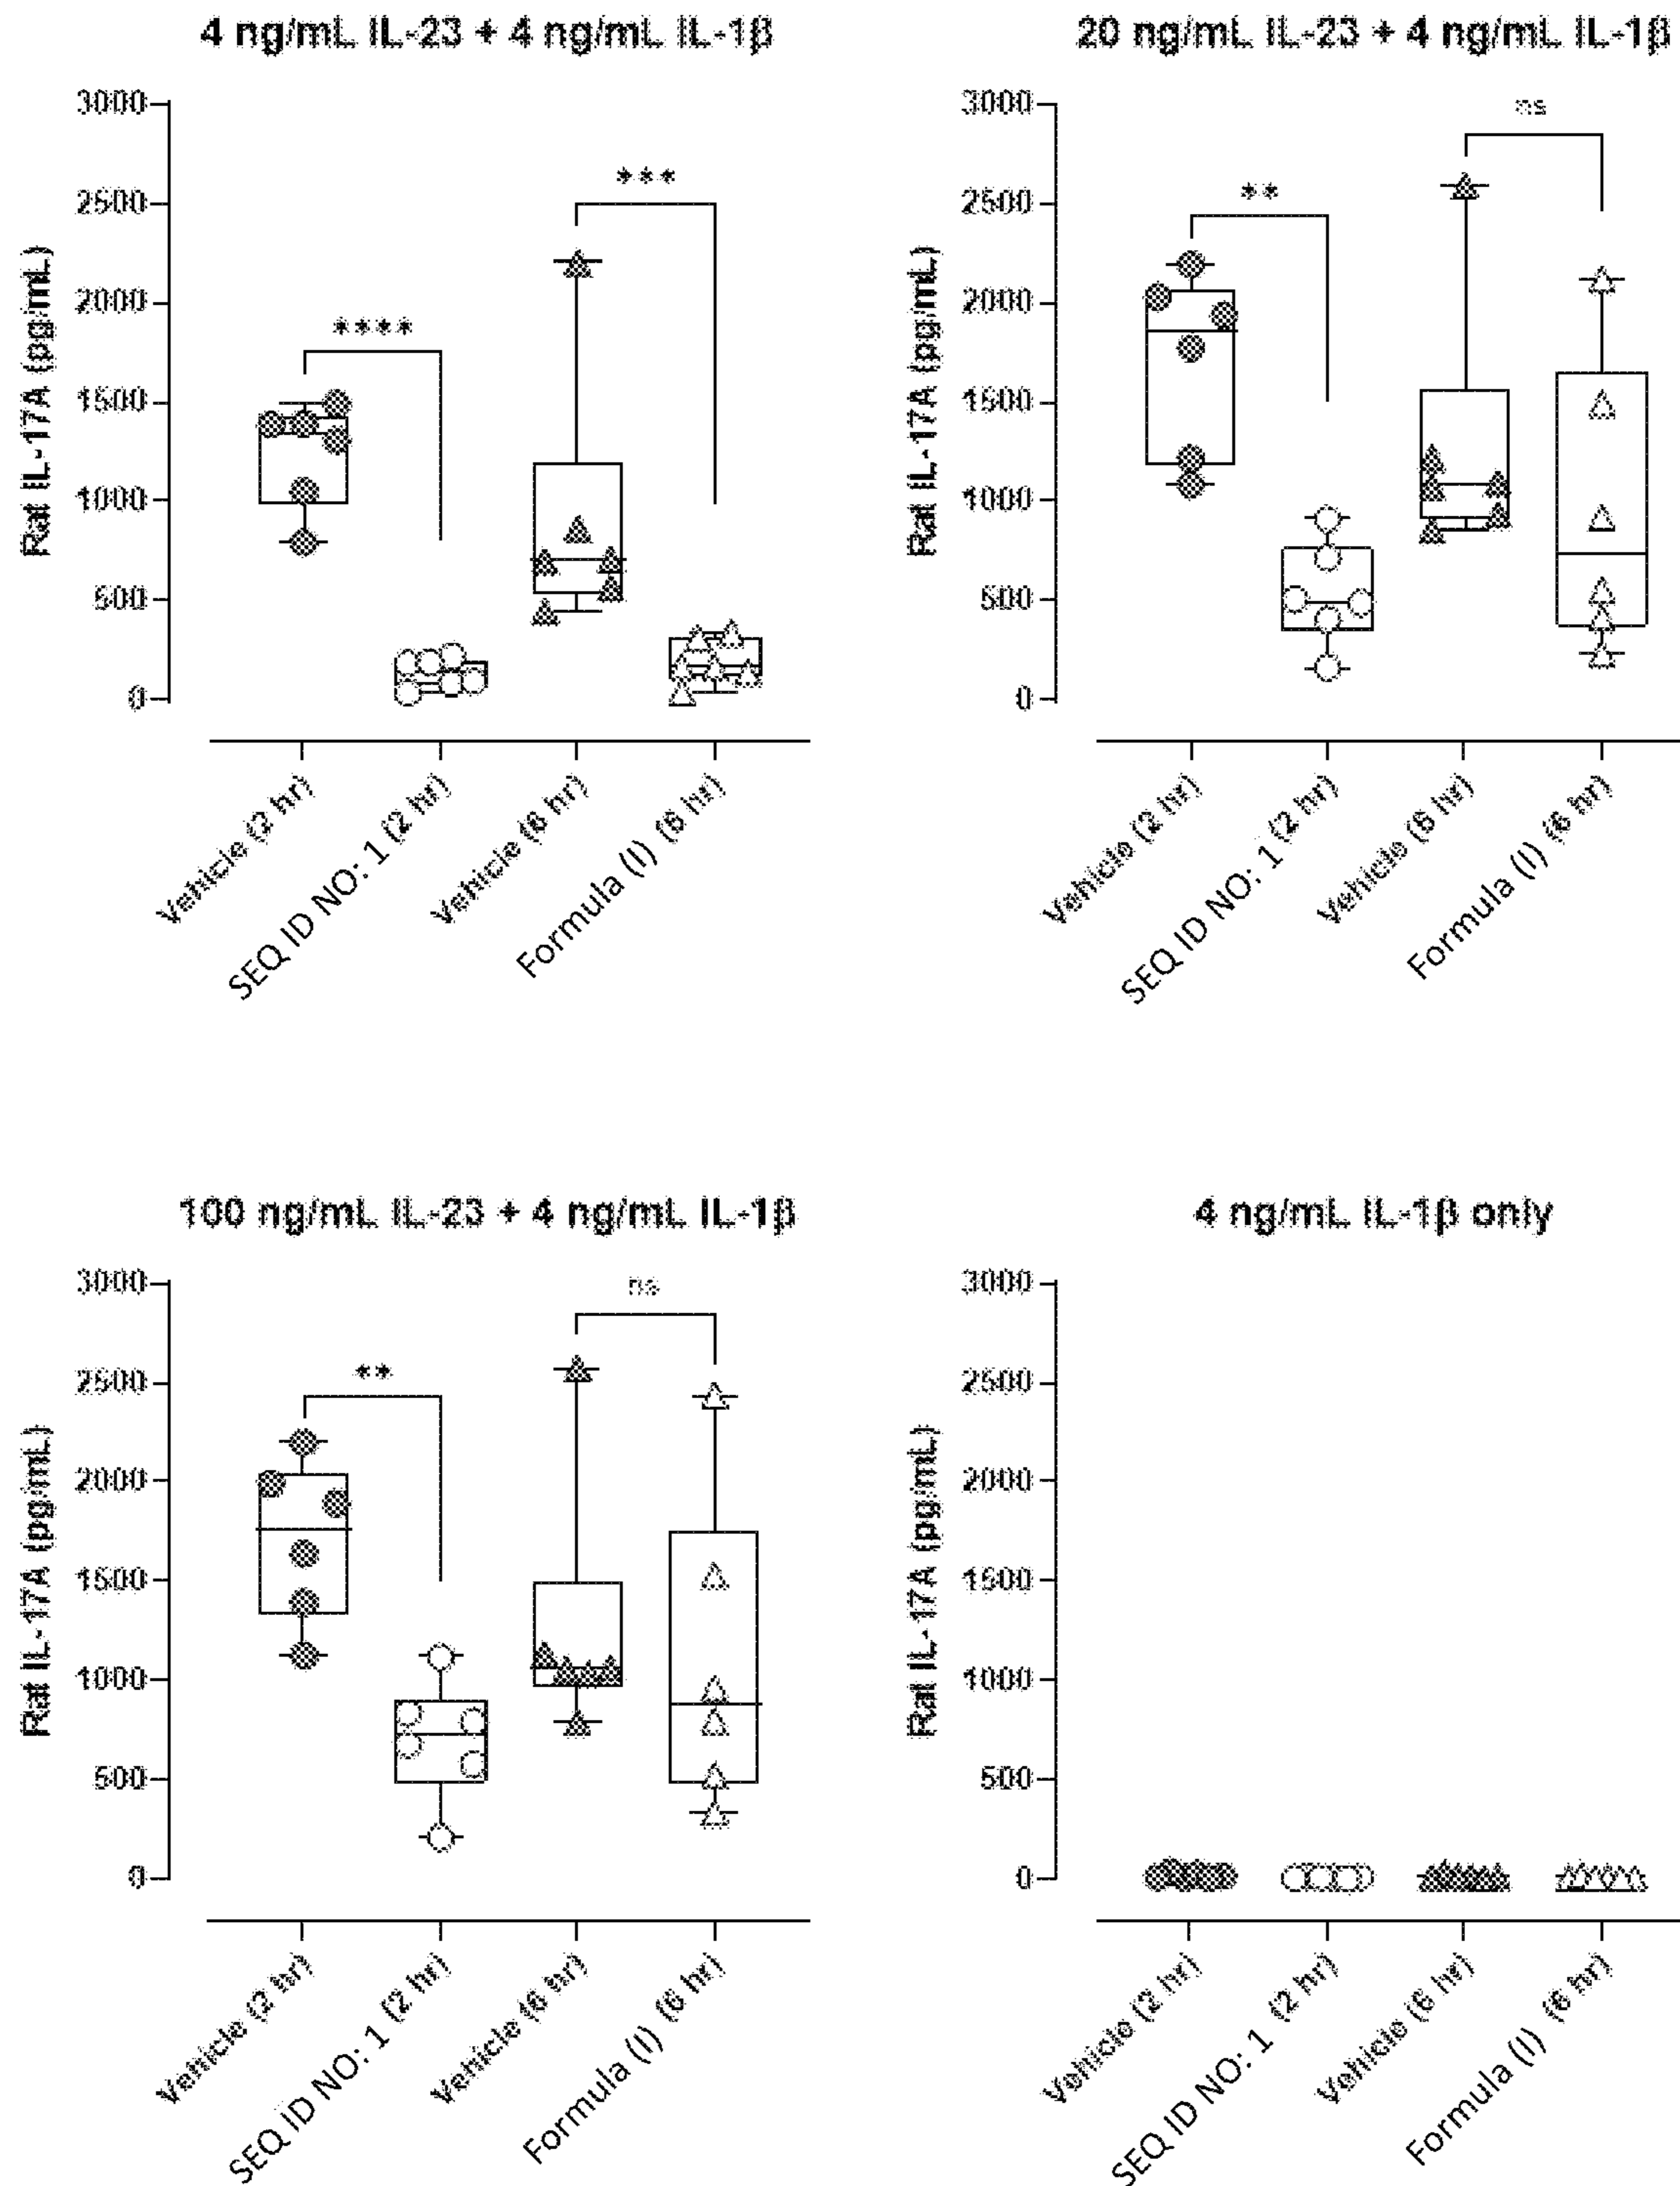 4 ng/mL IL-23 + 4 ng/mL IL-1β
3000
2500
2000
1500
1000
500
0
Rat IL-17A (pg/mL)
****
***
Vehicle (2 hr)
SEQ ID NO: 1 (2 hr)
Vehicle (6 hr)
Formula (I) (6 hr)
20 ng/mL IL-23 + 4 ng/mL IL-1β
3000
2500
2000
1500
1000
500
0
Rat IL-17A (pg/mL)
**
ns
Vehicle (2 hr)
SEQ ID NO: 1 (2 hr)
Vehicle (6 hr)
Formula (I) (6 hr)
100 ng/mL IL-23 + 4 ng/mL IL-1β
3000
2500
2000
1500
1000
500
0
Rat IL-17A (pg/mL)
**
ns
Vehicle (2 hr)
SEQ ID NO: 1 (2 hr)
Vehicle (6 hr)
Formula (I) (6 hr)
4 ng/mL IL-1β only
3000
2500
2000
1500
1000
500
0
Rat IL-17A (pg/mL)
Vehicle (2 hr)
SEQ ID NO: 1 (2 hr)
Vehicle (6 hr)
Formula (I) (6 hr)